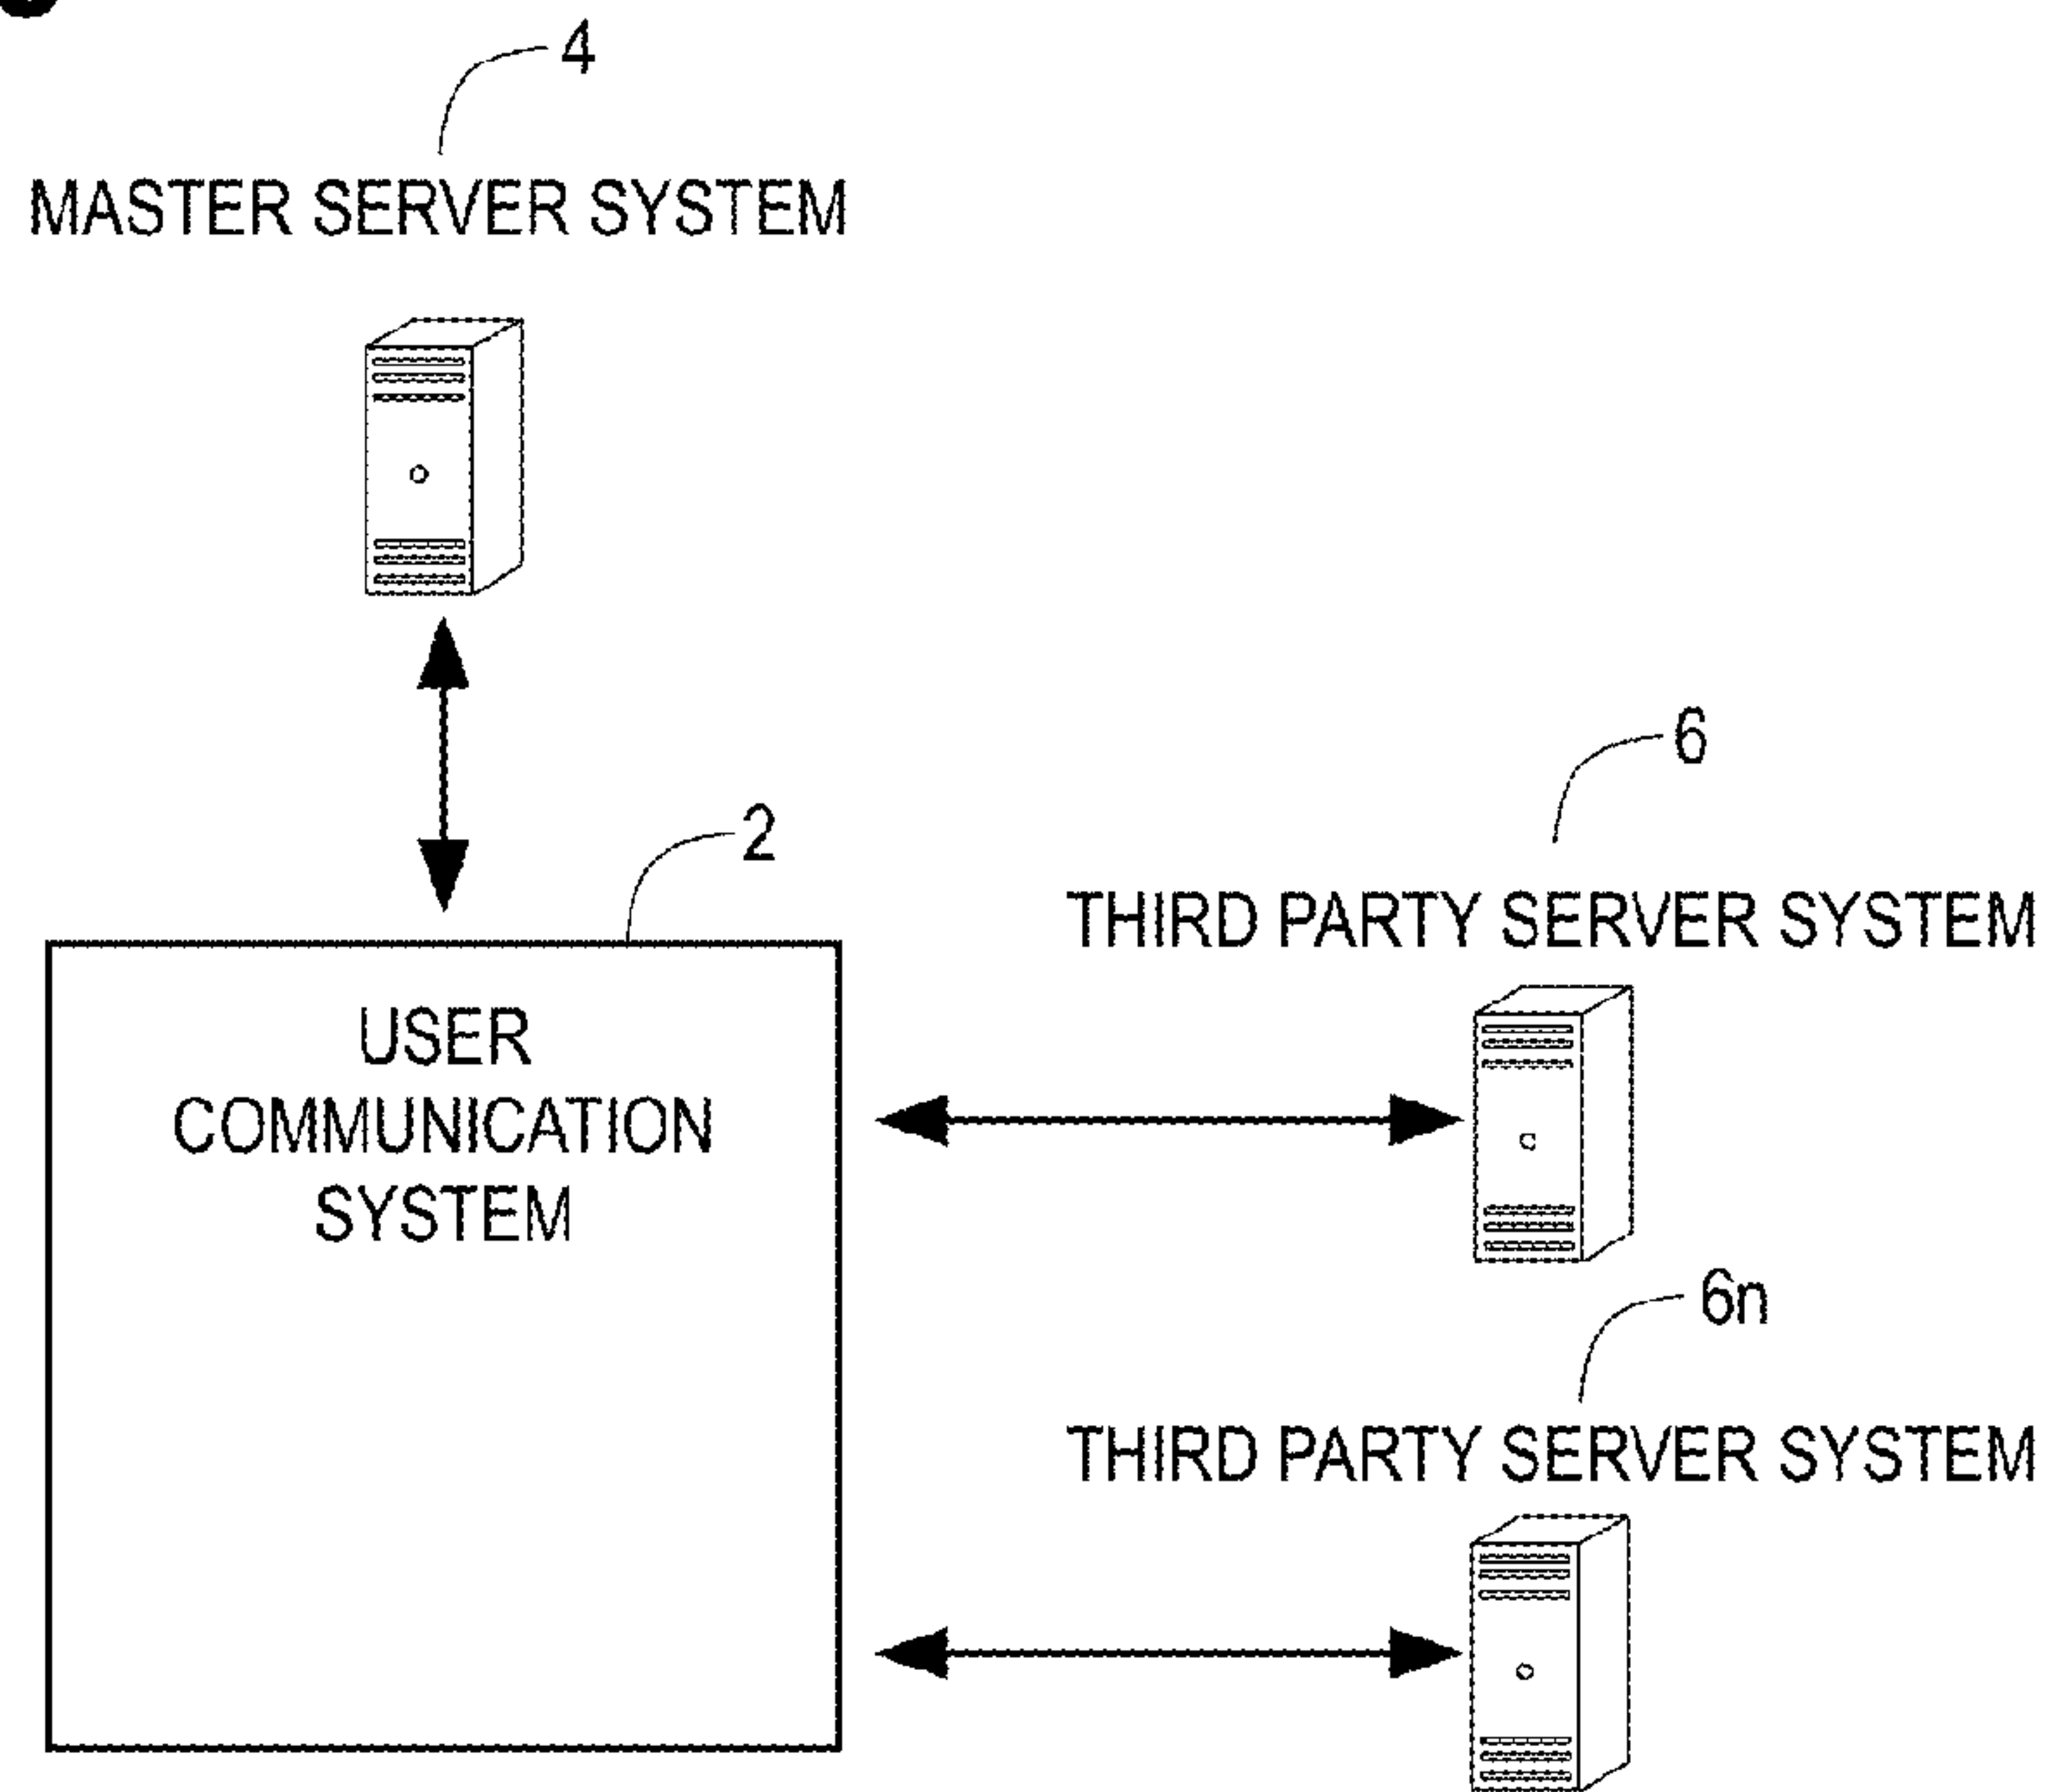 4
MASTER SERVER SYSTEM
2
USER
COMMUNICATION
SYSTEM
6
THIRD PARTY SERVER SYSTEM
6n
THIRD PARTY SERVER SYSTEM